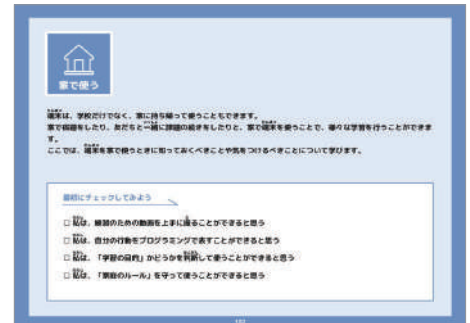 家で使う
端末は、学校だけでなく、家に持ち帰って使うこともできます。
家で宿題をしたり、友だちと一緒に課題の続きをしたりと、家で端末を使うことで、様々な学習を行うことができま
す。
ここでは、端末を家で使うときに知っておくべきことや気をつけるべきことについて学びます。
最初にチェックしてみよう
□ 私は、練習のための動画を上手に撮ることができると思う
□ 私は、自分の行動をプログラミングで表すことができると思う
□ 私は、「学習の目的」かどうかを判断して使うことができると思う
□ 私は、「家庭のルール」を守って使うことができると思う